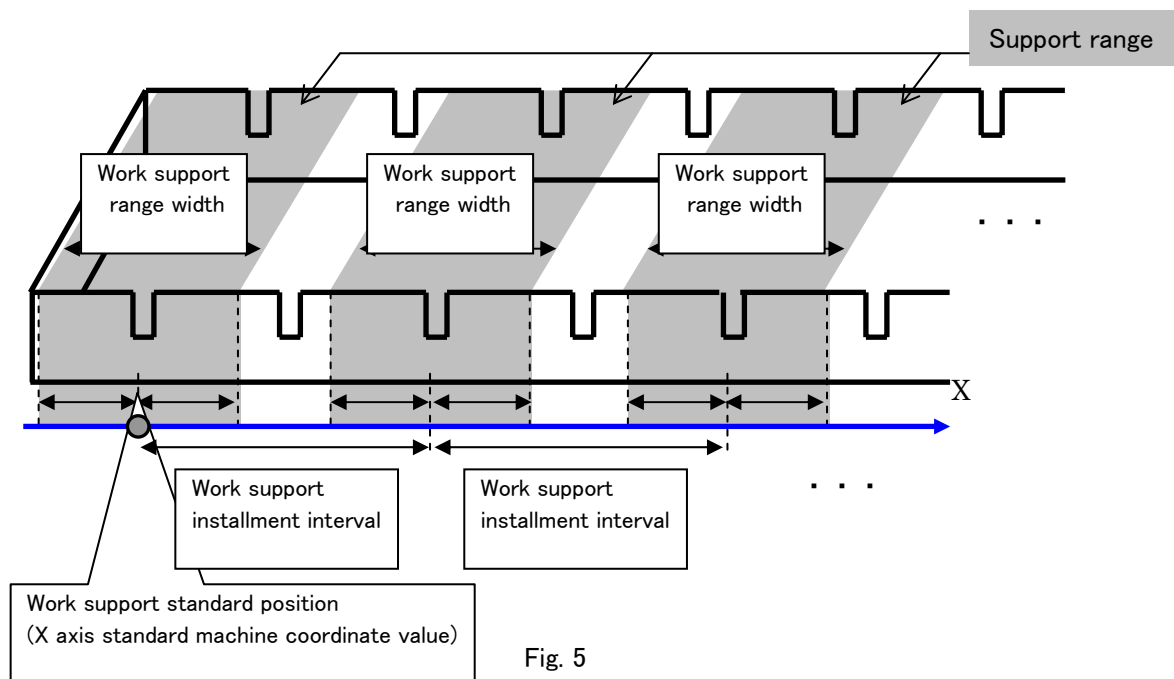 Support range
Work support
range width
Work support
range width
Work support
range width
. . .
X
Work support
installment interval
Work support
installment interval
. . .
Work support standard position
(X axis standard machine coordinate value)
Fig. 5